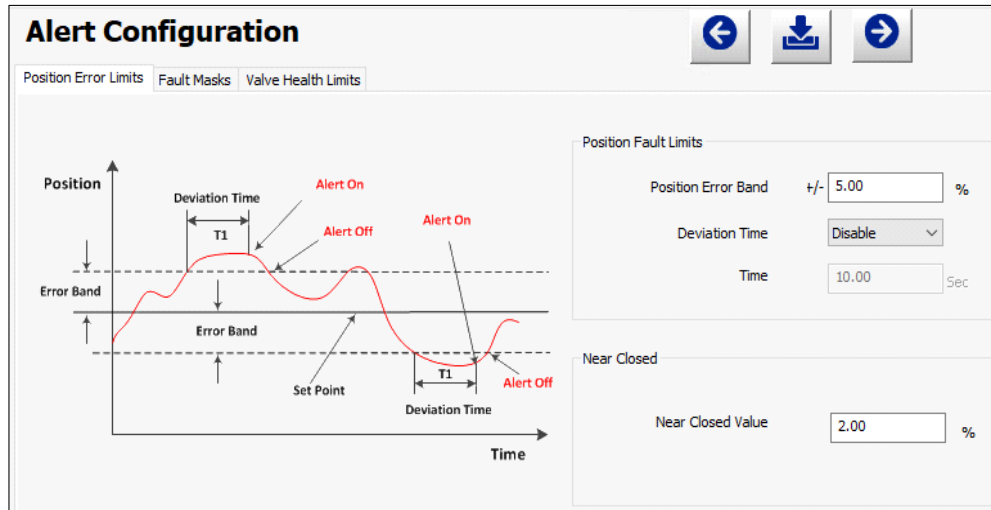 Alert Configuration
Position Error Limits
Fault Masks
Valve Health Limits
Position
Deviation Time
T1
Alert On
Alert Off
Alert On
Error Band
Error Band
Set Point
T1
Deviation Time
Alert Off
Time
Position Fault Limits
Position Error Band +/- 5.00 %
Deviation Time Disable
Time 10.00 Sec
Near Closed
Near Closed Value 2.00 %